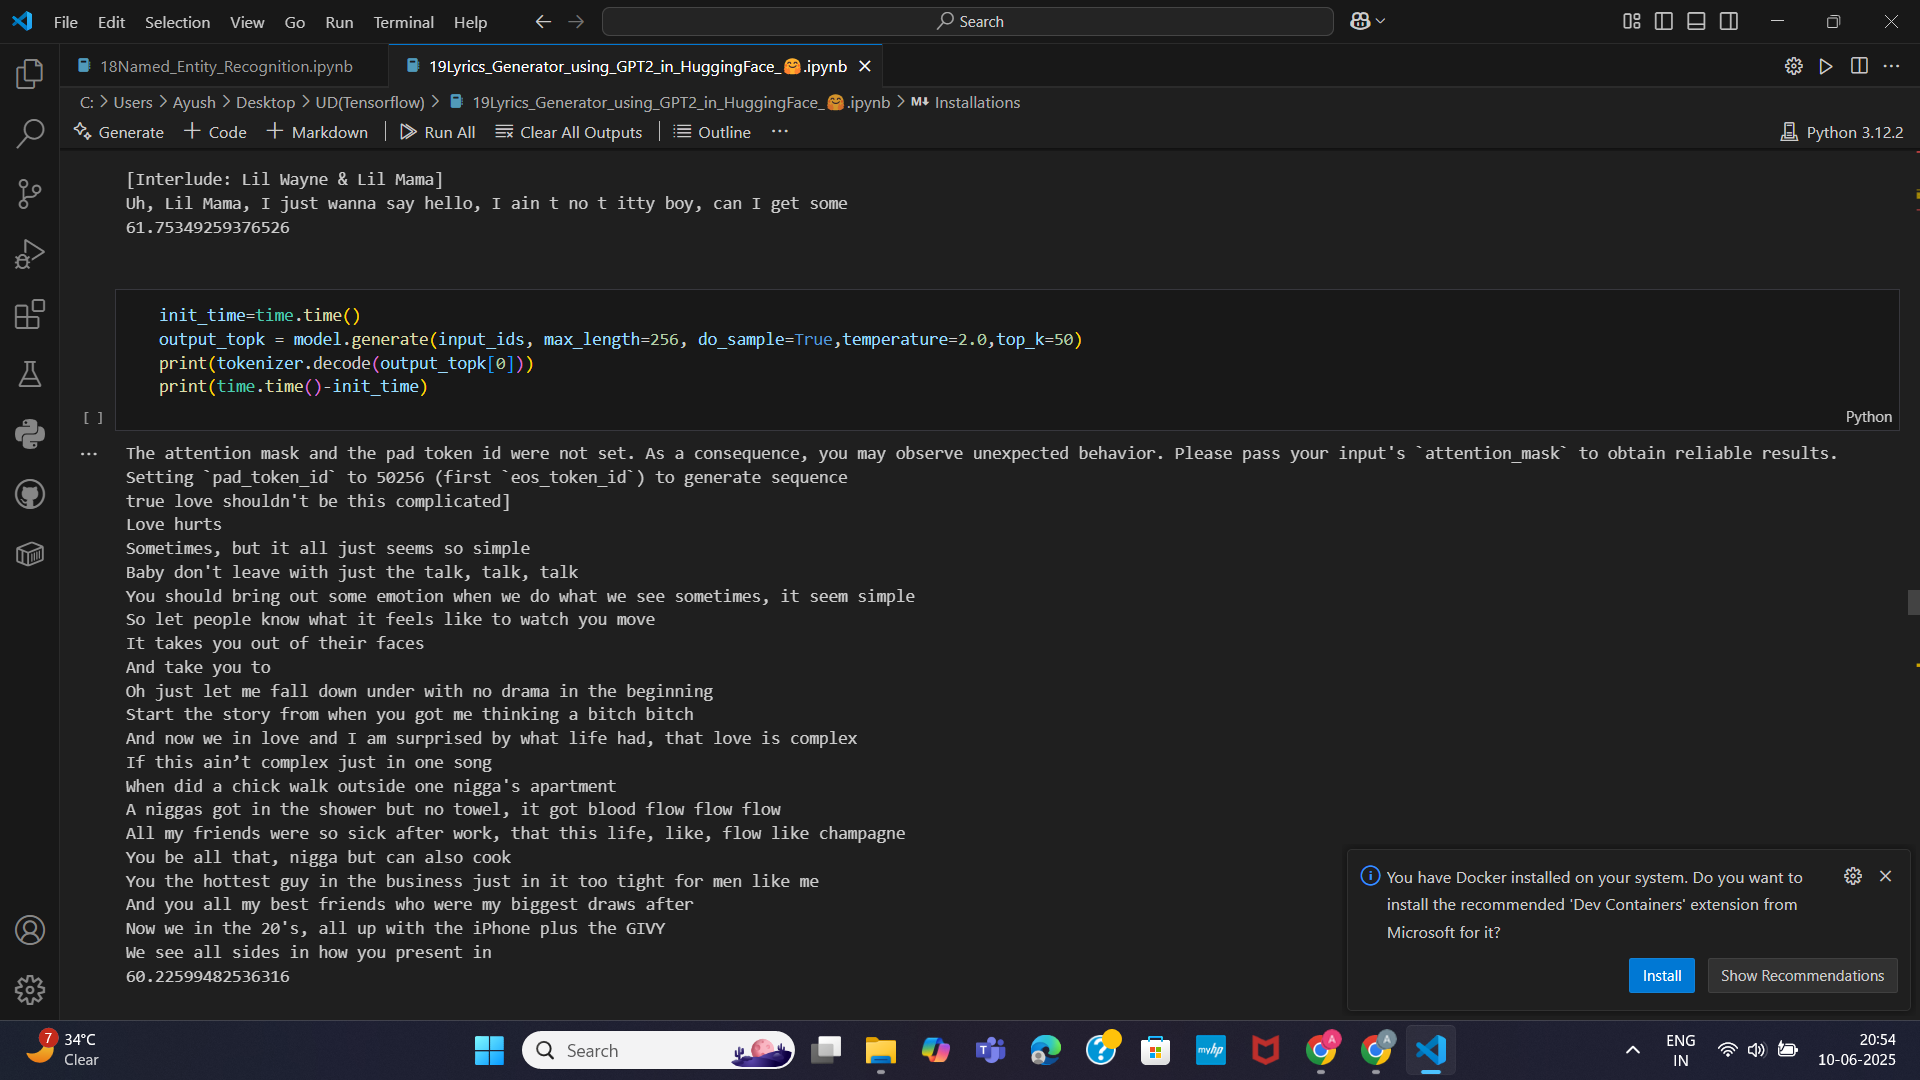 File Edit Selection View Go Run Terminal Help
Search
18Named_Entity_Recognition.ipynb
19Lyrics_Generator_using_GPT2_in_HuggingFace_🤗.ipynb
C: > Users > Ayush > Desktop > UD(Tensorflow) > 19Lyrics_Generator_using_GPT2_in_HuggingFace_🤗.ipynb > M↓ Installations
Generate + Code + Markdown Run All Clear All Outputs Outline ...
Python 3.12.2
[Interlude: Lil Wayne & Lil Mama]
Uh, Lil Mama, I just wanna say hello, I ain t no t itty boy, can I get some
61.75349259376526
init_time=time.time()
output_topk = model.generate(input_ids, max_length=256, do_sample=True,temperature=2.0,top_k=50)
print(tokenizer.decode(output_topk[0]))
print(time.time()-init_time)
[ ]
Python
...
The attention mask and the pad token id were not set. As a consequence, you may observe unexpected behavior. Please pass your input's `attention_mask` to obtain reliable results.
Setting `pad_token_id` to 50256 (first `eos_token_id`) to generate sequence
true love shouldn't be this complicated]
Love hurts
Sometimes, but it all just seems so simple
Baby don't leave with just the talk, talk, talk
You should bring out some emotion when we do what we see sometimes, it seem simple
So let people know what it feels like to watch you move
It takes you out of their faces
And take you to
Oh just let me fall down under with no drama in the beginning
Start the story from when you got me thinking a bitch bitch
And now we in love and I am surprised by what life had, that love is complex
If this ain’t complex just in one song
When did a chick walk outside one nigga's apartment
A niggas got in the shower but no towel, it got blood flow flow flow
All my friends were so sick after work, that this life, like, flow like champagne
You be all that, nigga but can also cook
You the hottest guy in the business just in it too tight for men like me
And you all my best friends who were my biggest draws after
Now we in the 20's, all up with the iPhone plus the GIVY
We see all sides in how you present in
60.22599482536316
You have Docker installed on your system. Do you want to
install the recommended 'Dev Containers' extension from
Microsoft for it?
Install
Show Recommendations
7
34°C
Clear
Search
myhp
A
A
ENG
IN
20:54
10-06-2025